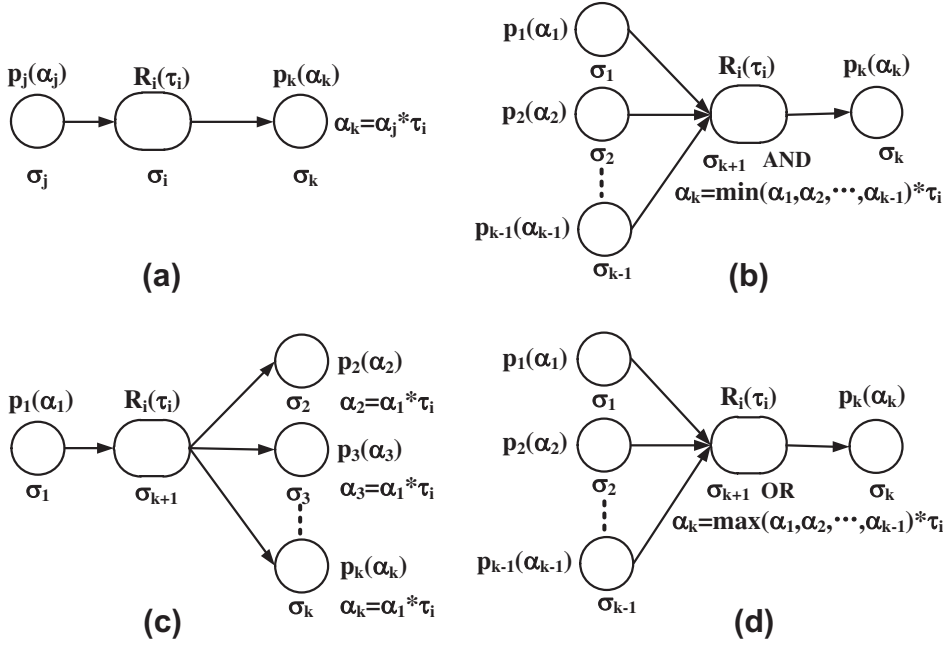 pⱼ(αⱼ)
Rᵢ(τᵢ)
pₖ(αₖ)
αₖ=αⱼ*τᵢ
σⱼ
σᵢ
σₖ
(a)
p₁(α₁)
σ₁
p₂(α₂)
σ₂
pₖ₋₁(αₖ₋₁)
σₖ₋₁
Rᵢ(τᵢ)
σₖ₊₁ AND
pₖ(αₖ)
σₖ
αₖ=min(α₁,α₂,⋯,αₖ₋₁)*τᵢ
(b)
p₁(α₁)
σ₁
Rᵢ(τᵢ)
σₖ₊₁
p₂(α₂)
σ₂
α₂=α₁*τᵢ
p₃(α₃)
σ₃
α₃=α₁*τᵢ
pₖ(αₖ)
σₖ
αₖ=α₁*τᵢ
(c)
p₁(α₁)
σ₁
p₂(α₂)
σ₂
pₖ₋₁(αₖ₋₁)
σₖ₋₁
Rᵢ(τᵢ)
σₖ₊₁ OR
pₖ(αₖ)
σₖ
αₖ=max(α₁,α₂,⋯,αₖ₋₁)*τᵢ
(d)